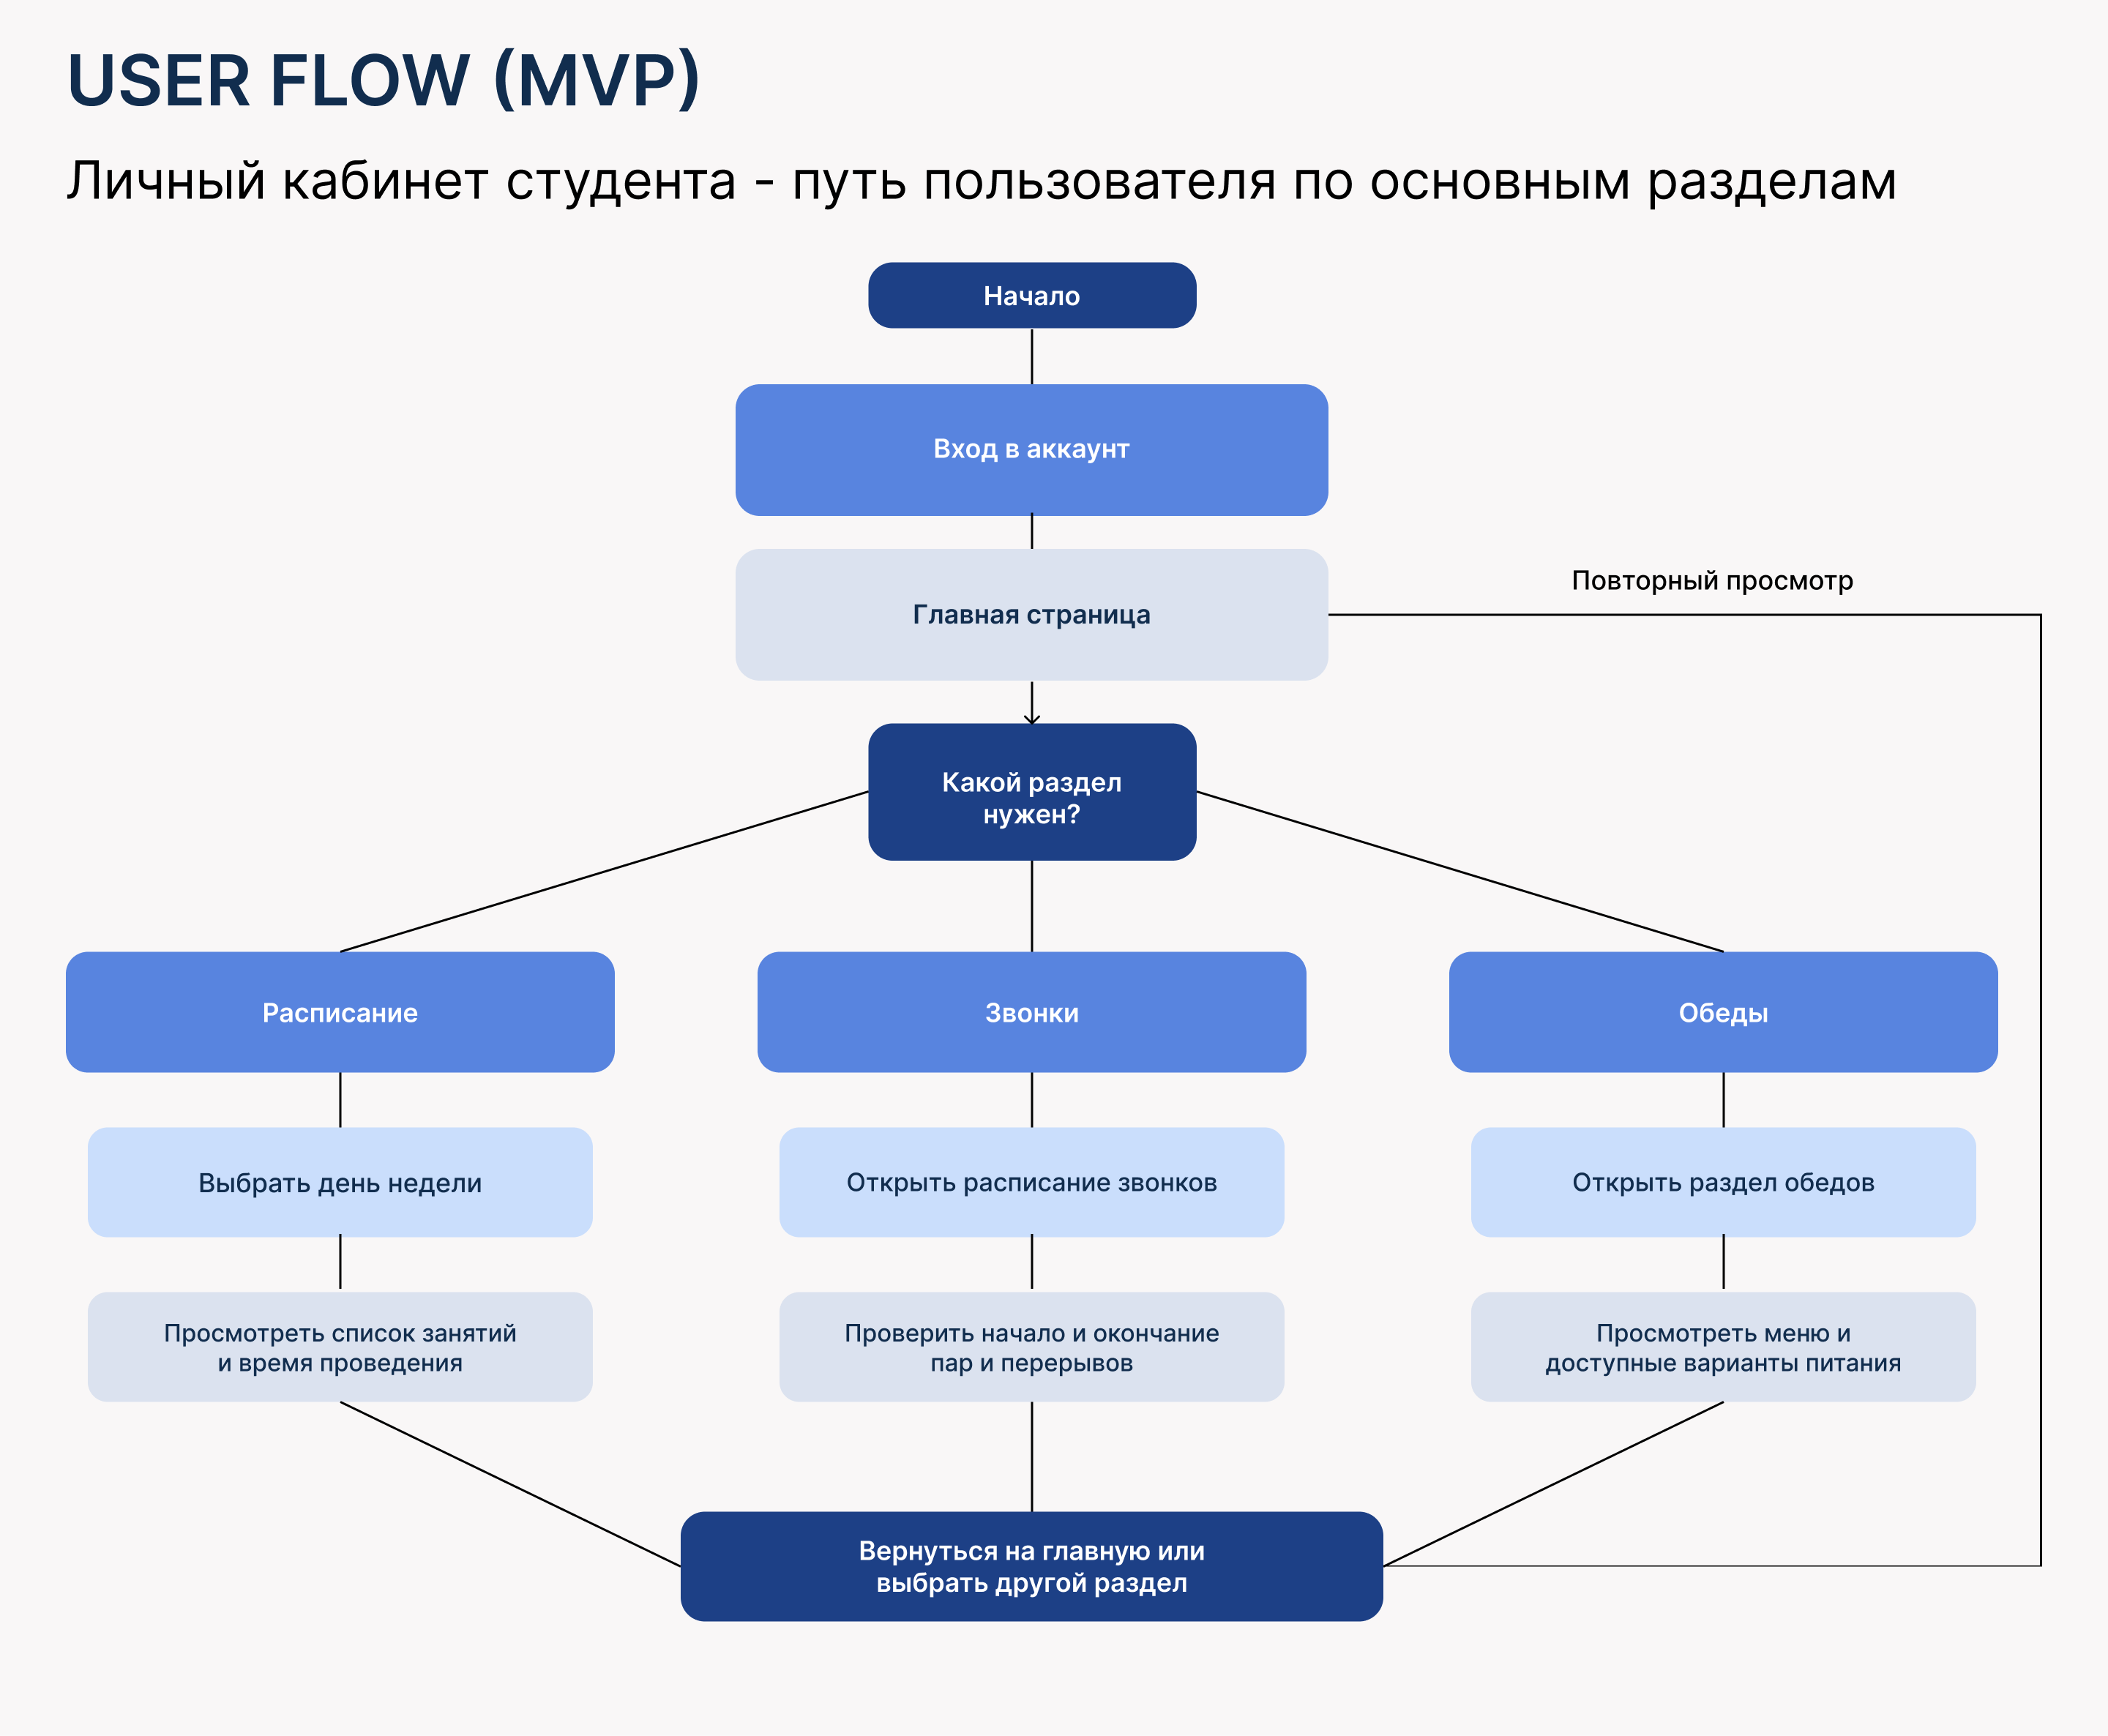 USER FLOW (MVP)
Личный кабинет студента - путь пользователя по основным разделам
Начало
Вход в аккаунт
Главная страница
Повторный просмотр
Какой раздел
нужен?
Расписание
Звонки
Обеды
Выбрать день недели
Открыть расписание звонков
Открыть раздел обедов
Просмотреть список занятий
и время проведения
Проверить начало и окончание
пар и перерывов
Просмотреть меню и
доступные варианты питания
Вернуться на главную или
выбрать другой раздел